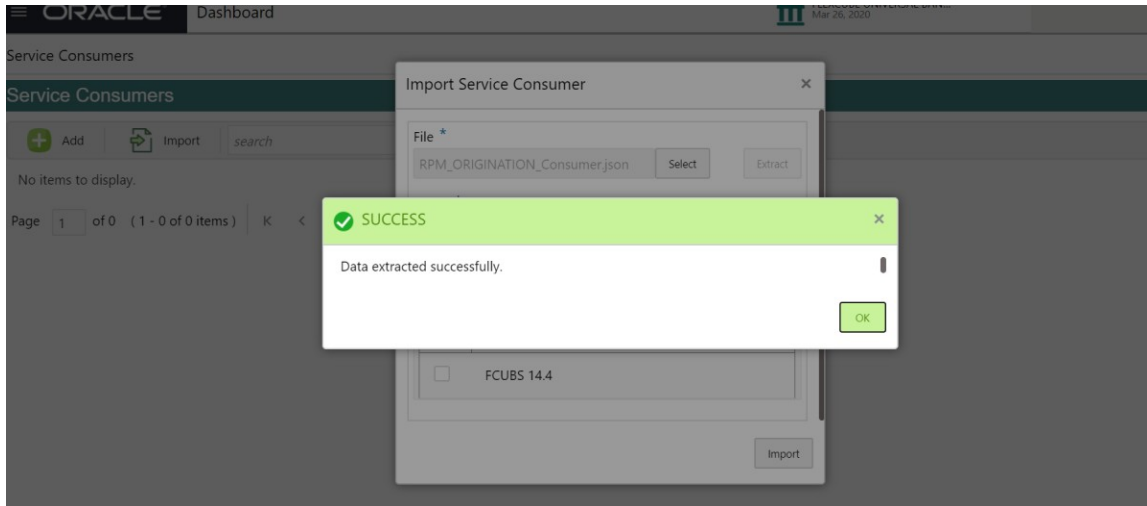 ORACLE Dashboard
Mar 26, 2020
Service Consumers
Import Service Consumer
Service Consumers
File *
Add Import search
RPM_ORIGINATION_Consumer.json Select Extract
No items to display.
Page 1 of 0 (1 - 0 of 0 items)
SUCCESS
Data extracted successfully.
OK
FCUBS 14.4
Import